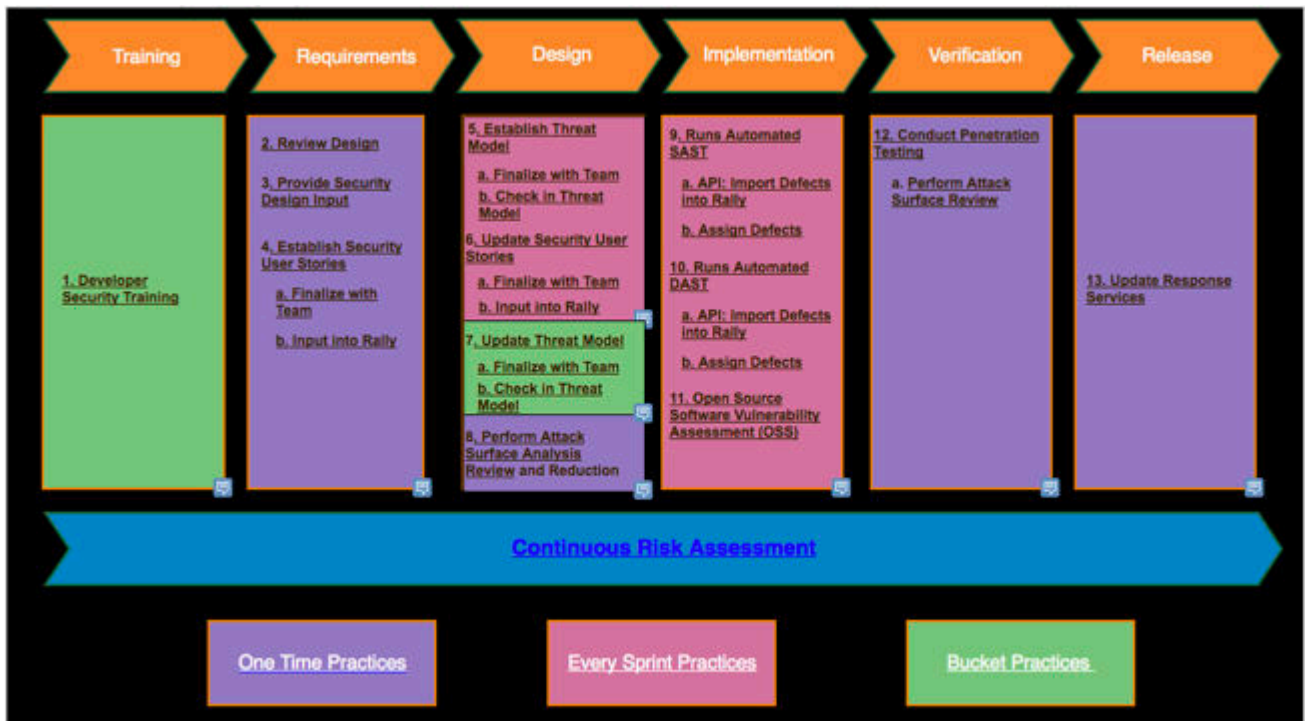 Training
Requirements
Design
Implementation
Verification
Release
1. Developer
Security Training
2. Review Design
3. Provide Security
Design Input
4. Establish Security
User Stories
a. Finalize with
Team
b. Input into Rally
5. Establish Threat
Model
a. Finalize with Team
b. Check in Threat
Model
6. Update Security User
Stories
a. Finalize with Team
b. Input into Rally
7. Update Threat Model
a. Finalize with Team
b. Check in Threat
Model
8. Perform Attack
Surface Analysis
Review and Reduction
9. Runs Automated
SAST
a. API: Import Defects
into Rally
b. Assign Defects
10. Runs Automated
DAST
a. API: Import Defects
into Rally
b. Assign Defects
11. Open Source
Software Vulnerability
Assessment (OSS)
12. Conduct Penetration
Testing
a. Perform Attack
Surface Review
13. Update Response
Services
Continuous Risk Assessment
One Time Practices
Every Sprint Practices
Bucket Practices